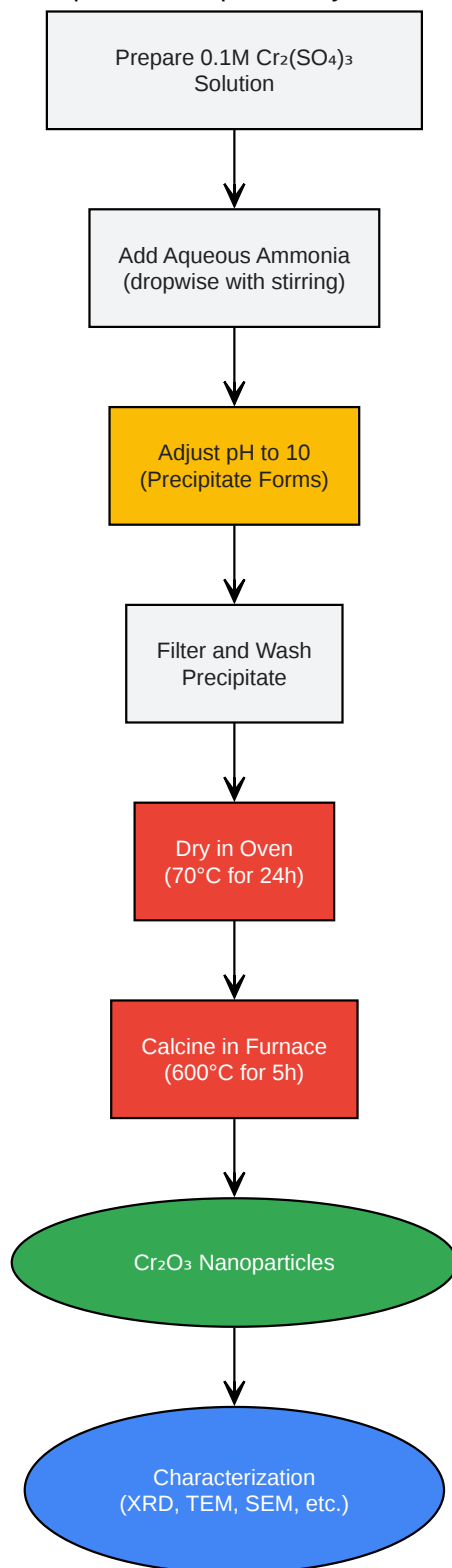 Prepare 0.1M Cr₂(SO₄)₃
Solution
Add Aqueous Ammonia
(dropwise with stirring)
Adjust pH to 10
(Precipitate Forms)
Filter and Wash
Precipitate
Dry in Oven
(70°C for 24h)
Calcine in Furnace
(600°C for 5h)
Cr₂O₃ Nanoparticles
Characterization
(XRD, TEM, SEM, etc.)